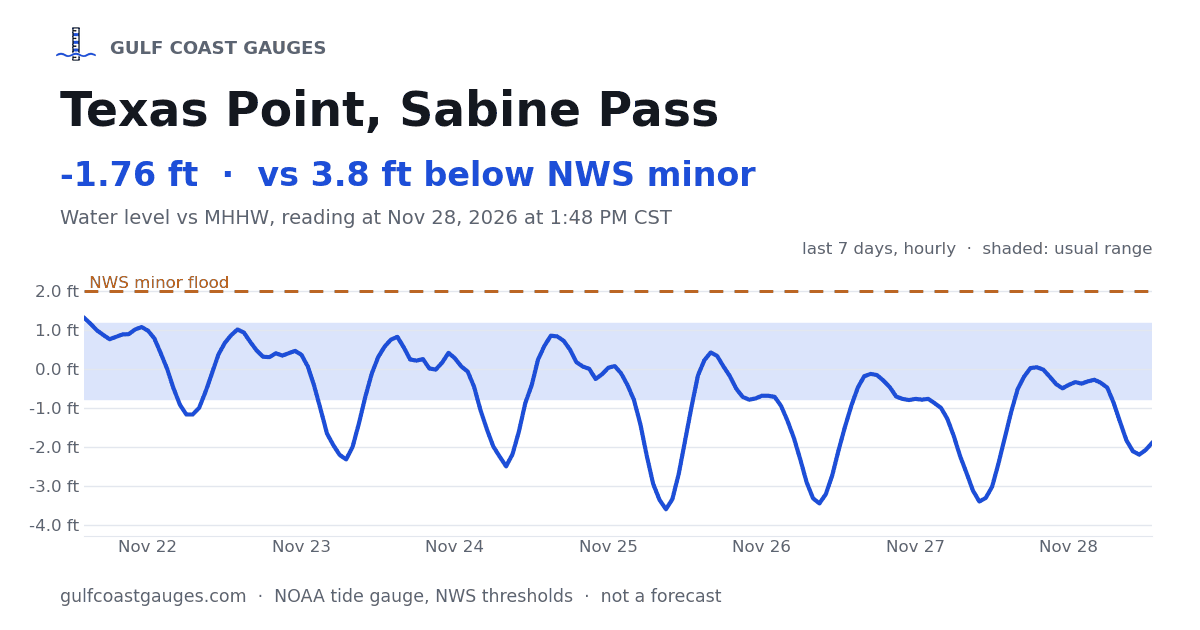 GULF COAST GAUGES
Texas Point, Sabine Pass
-1.76 ft · vs 3.8 ft below NWS minor
Water level vs MHHW, reading at Nov 28, 2026 at 1:48 PM CST
last 7 days, hourly · shaded: usual range
NWS minor flood
2.0 ft
1.0 ft
0.0 ft
-1.0 ft
-2.0 ft
-3.0 ft
-4.0 ft
Nov 22 Nov 23 Nov 24 Nov 25 Nov 26 Nov 27 Nov 28
gulfcoastgauges.com · NOAA tide gauge, NWS thresholds · not a forecast